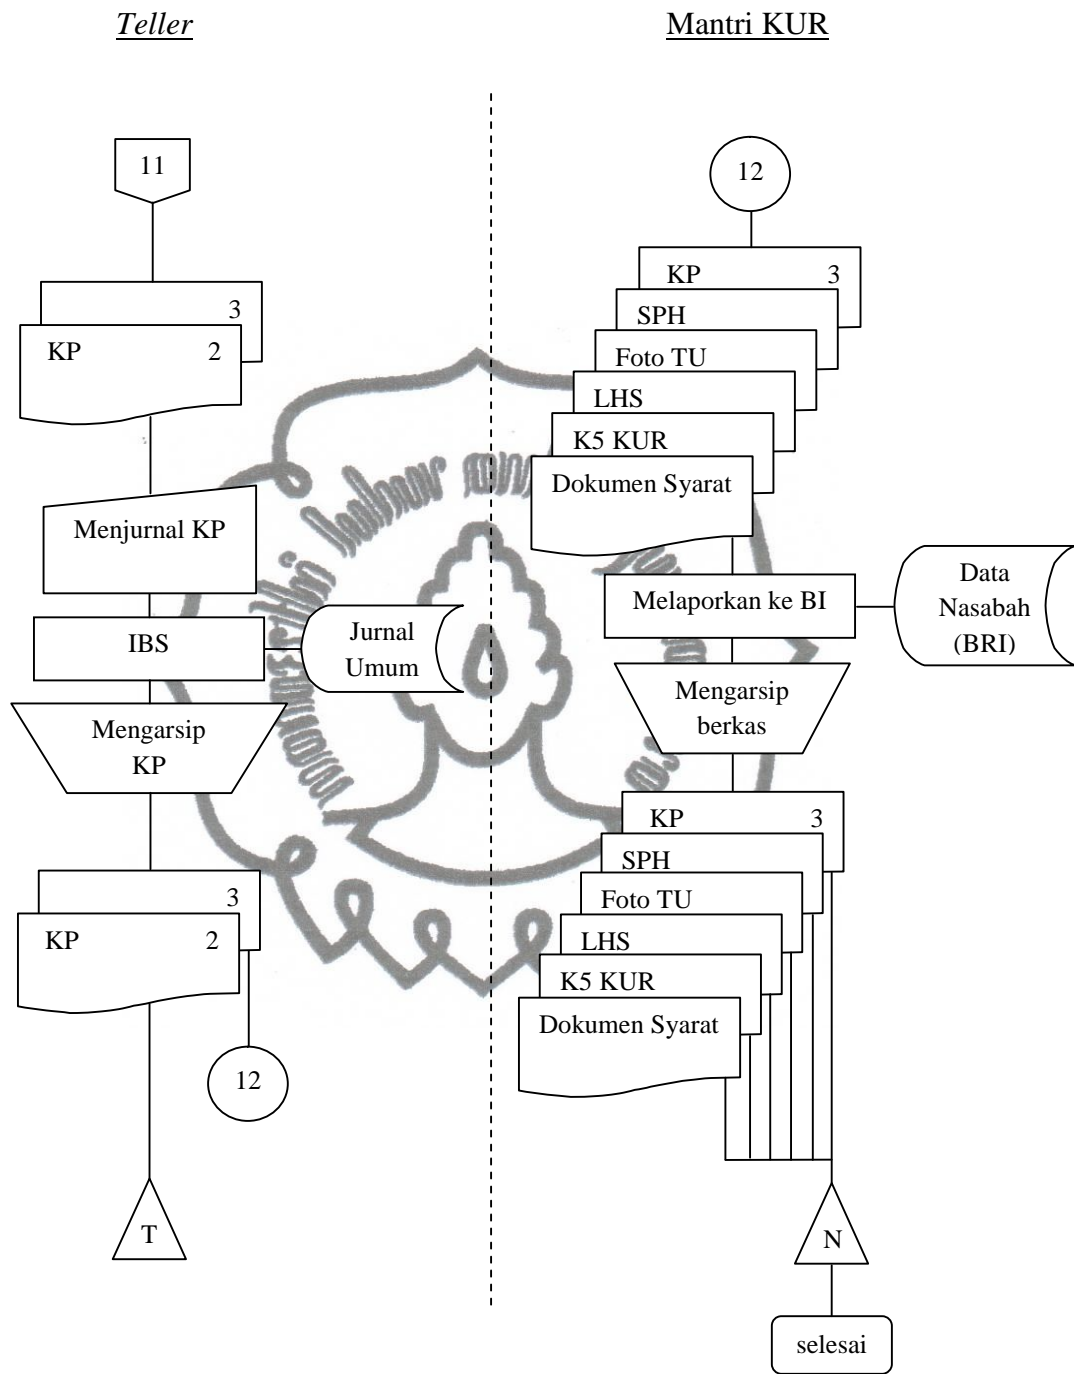 Teller
Mantri KUR
11
3
KP 2
Menjurnal KP
IBS
Jurnal
Umum
Mengarsip
KP
3
KP 2
12
T
12
KP 3
SPH
Foto TU
LHS
K5 KUR
Dokumen Syarat
Melaporkan ke BI
Data
Nasabah
(BRI)
Mengarsip
berkas
KP 3
SPH
Foto TU
LHS
K5 KUR
Dokumen Syarat
N
selesai